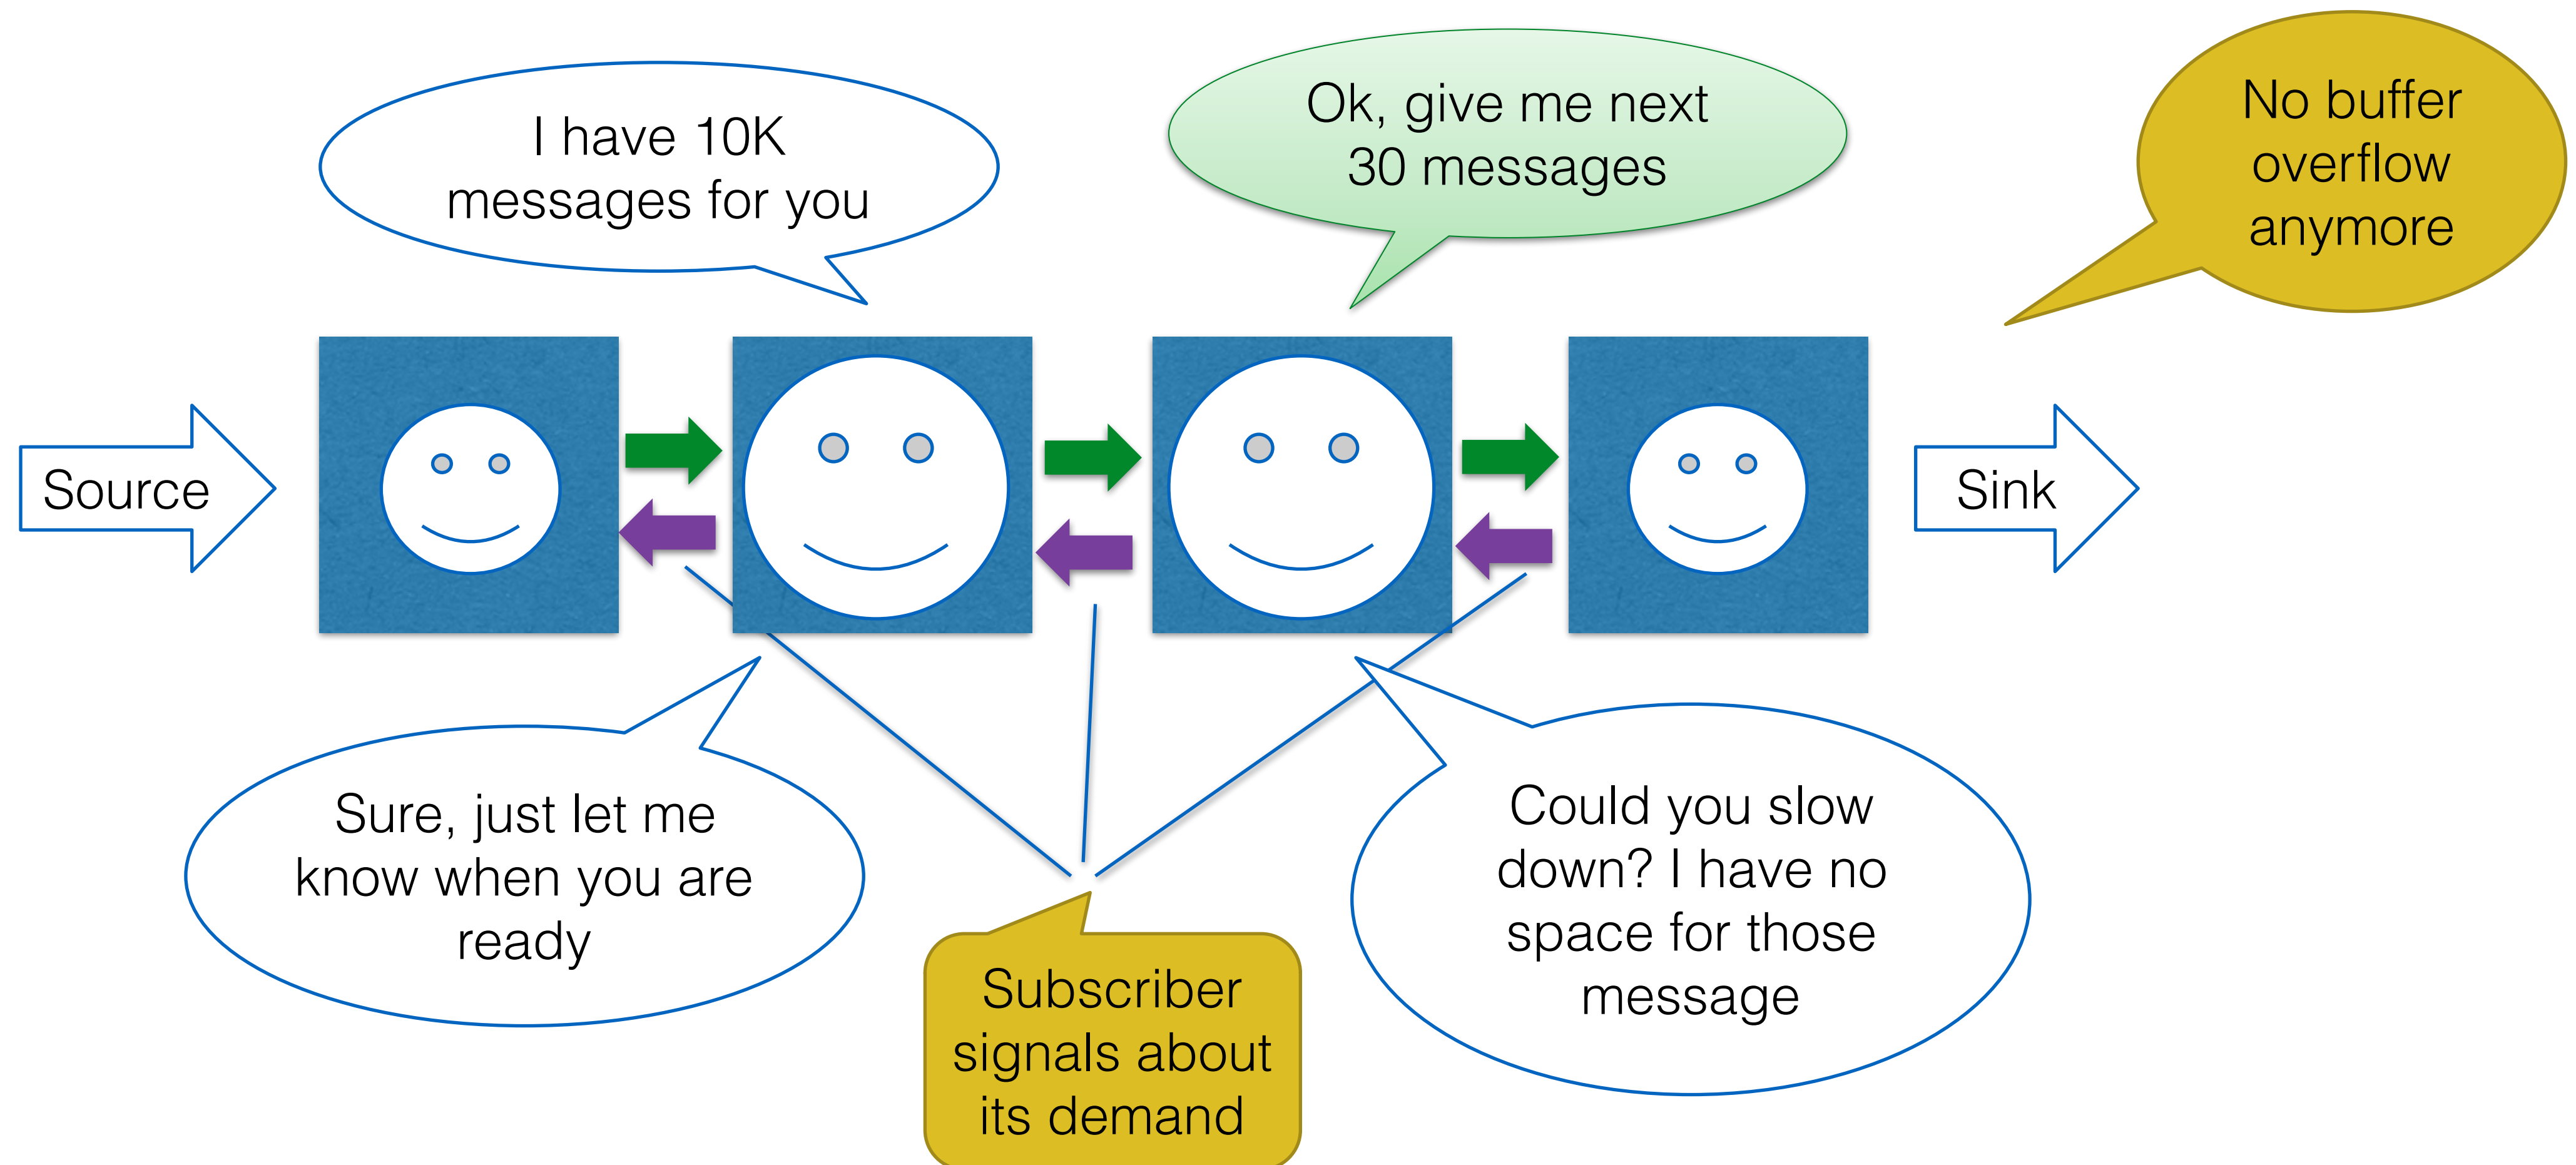 I have 10K
messages for you
Ok, give me next
30 messages
No buffer
overflow
anymore
Source
Sink
Sure, just let me
know when you are
ready
Could you slow
down? I have no
space for those
message
Subscriber
signals about
its demand